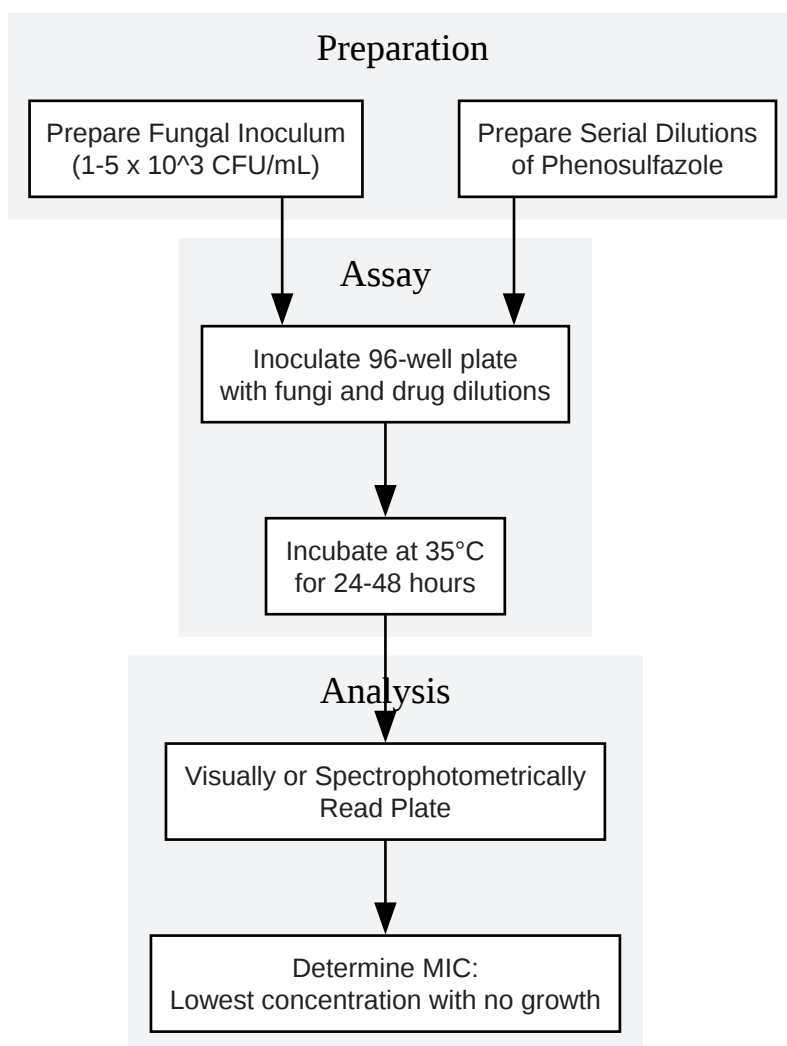 Preparation
Prepare Fungal Inoculum
(1-5 x 10^3 CFU/mL)
Prepare Serial Dilutions
of Phenosulfazole
Assay
Inoculate 96-well plate
with fungi and drug dilutions
Incubate at 35°C
for 24-48 hours
Analysis
Visually or Spectrophotometrically
Read Plate
Determine MIC:
Lowest concentration with no growth